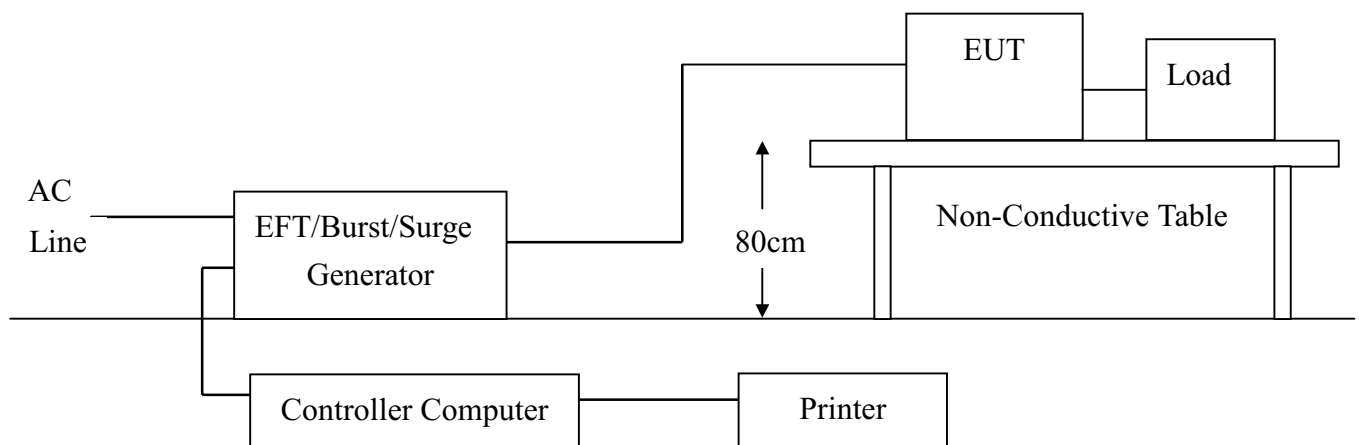 EUT
Load
AC
Line
EFT/Burst/Surge
Generator
80cm
Non-Conductive Table
Controller Computer
Printer